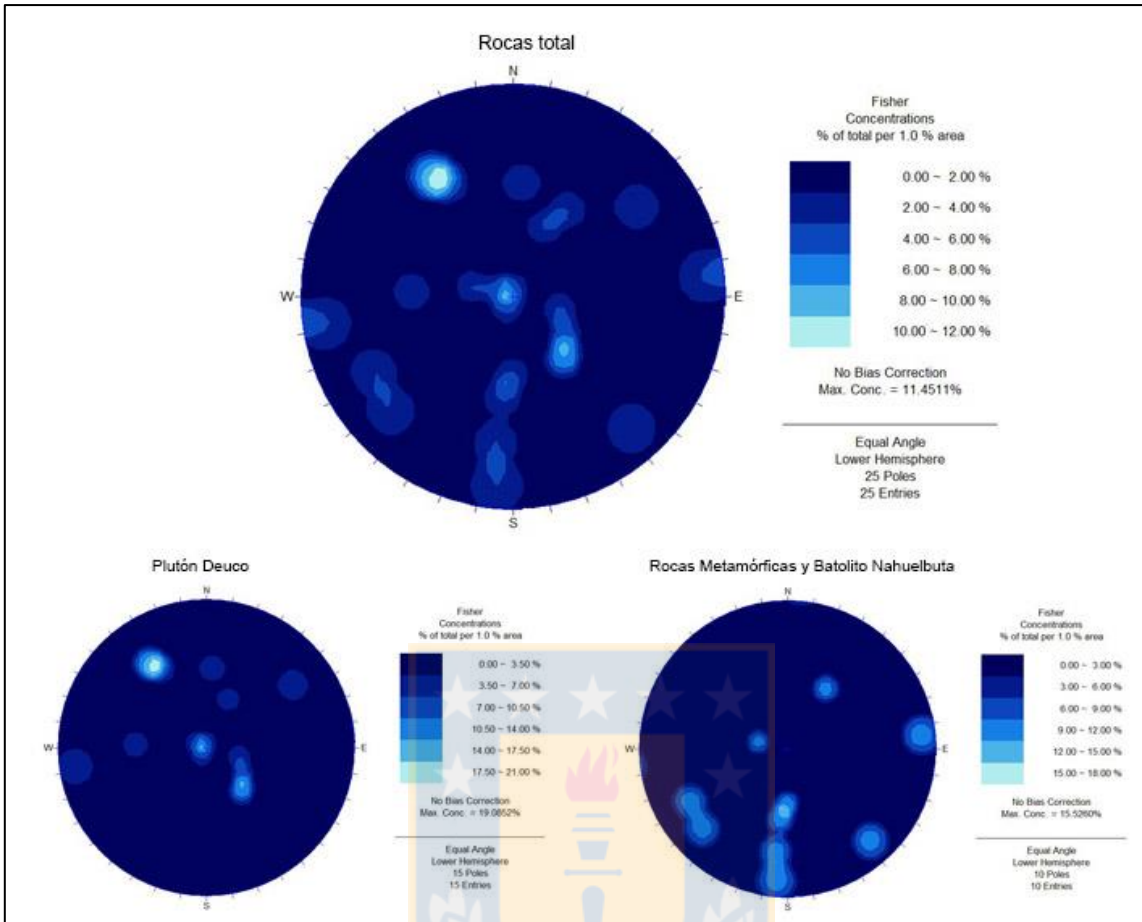 Rocas total
N
W
E
S
Fisher
Concentrations
% of total per 1.0 % area
0.00 ~ 2.00 %
2.00 ~ 4.00 %
4.00 ~ 6.00 %
6.00 ~ 8.00 %
8.00 ~ 10.00 %
10.00 ~ 12.00 %
No Bias Correction
Max. Conc. = 11.4511%
Equal Angle
Lower Hemisphere
25 Poles
25 Entries
Plutón Deuco
N
W
E
S
Fisher
Concentrations
% of total per 1.0 % area
0.00 ~ 3.50 %
3.50 ~ 7.00 %
7.00 ~ 10.50 %
10.50 ~ 14.00 %
14.00 ~ 17.50 %
17.50 ~ 21.00 %
No Bias Correction
Max. Conc. = 19.0852%
Equal Angle
Lower Hemisphere
15 Poles
15 Entries
Rocas Metamórficas y Batolito Nahuelbuta
N
W
E
S
Fisher
Concentrations
% of total per 1.0 % area
0.00 ~ 3.00 %
3.00 ~ 6.00 %
6.00 ~ 9.00 %
9.00 ~ 12.00 %
12.00 ~ 15.00 %
15.00 ~ 18.00 %
No Bias Correction
Max. Conc. = 15.5260%
Equal Angle
Lower Hemisphere
10 Poles
10 Entries